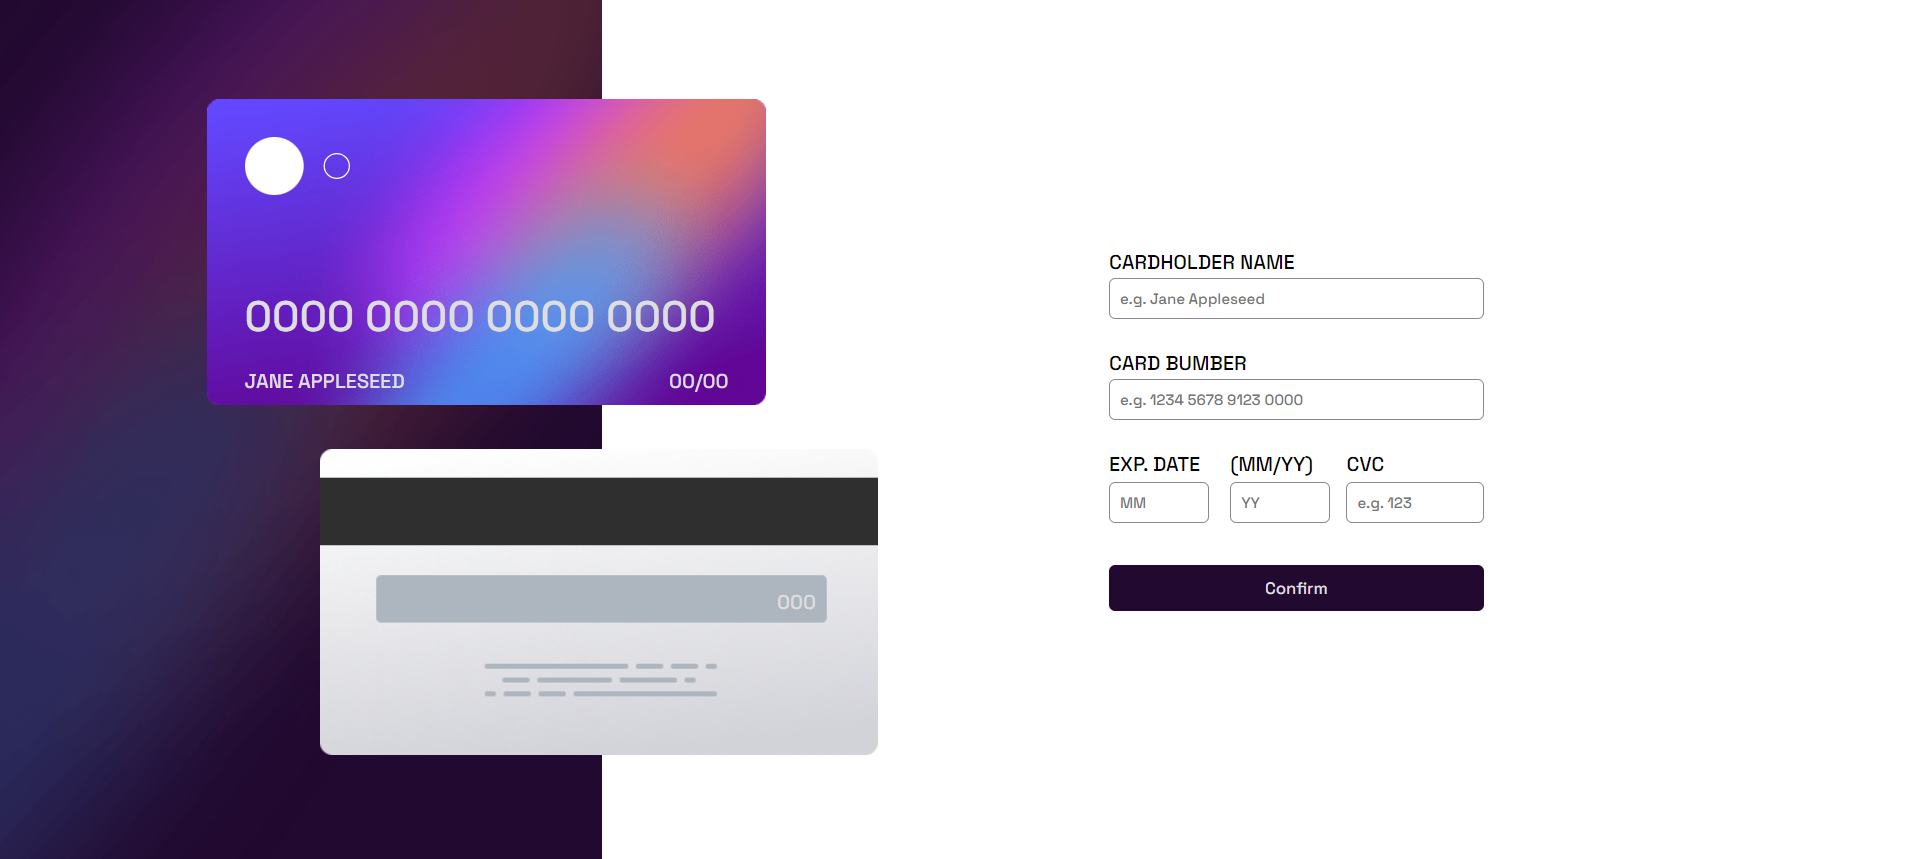 0000 0000 0000 0000
JANE APPLESEED 00/00
000
CARDHOLDER NAME
e.g. Jane Appleseed
CARD BUMBER
e.g. 1234 5678 9123 0000
EXP. DATE (MM/YY) CVC
MM YY e.g. 123
Confirm